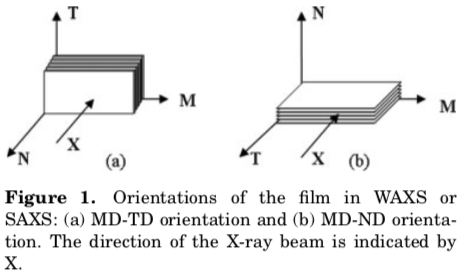 T
M
X
N
(a)
N
M
T
X
(b)
Figure 1. Orientations of the film in WAXS or
SAXS: (a) MD-TD orientation and (b) MD-ND orienta-
tion. The direction of the X-ray beam is indicated by
X.